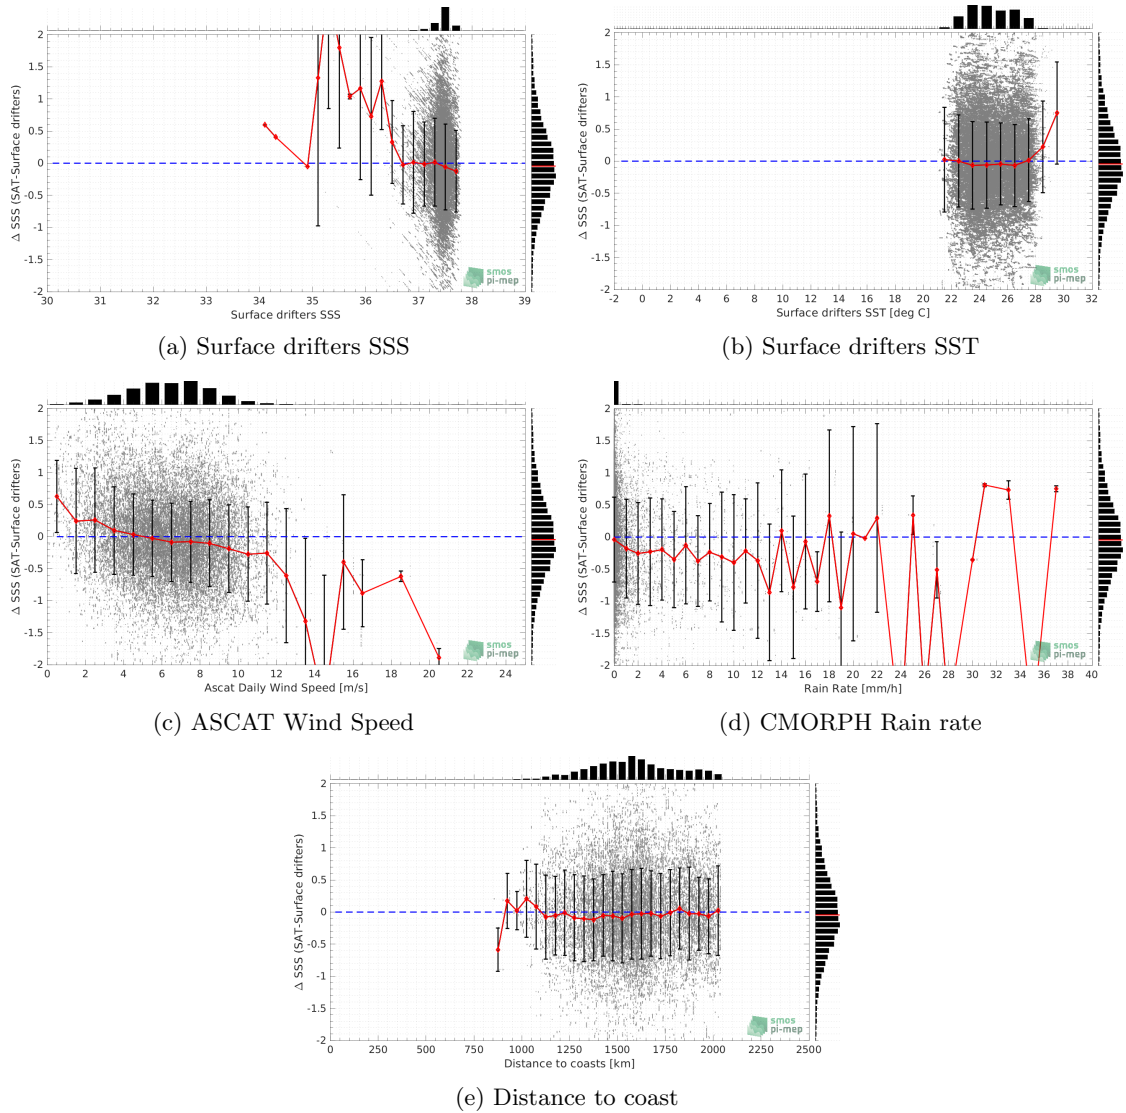 2
1.5
1
0.5
0
-0.5
-1
-1.5
-2
Δ SSS (SAT-Surface drifters)
30 31 32 33 34 35 36 37 38 39
Surface drifters SSS
smos
pi-mep
(a) Surface drifters SSS
2
1.5
1
0.5
0
-0.5
-1
-1.5
-2
Δ SSS (SAT-Surface drifters)
-2 0 2 4 6 8 10 12 14 16 18 20 22 24 26 28 30 32
Surface drifters SST [deg C]
smos
pi-mep
(b) Surface drifters SST
2
1.5
1
0.5
0
-0.5
-1
-1.5
-2
Δ SSS (SAT-Surface drifters)
0 2 4 6 8 10 12 14 16 18 20 22 24
Ascat Daily Wind Speed [m/s]
smos
pi-mep
(c) ASCAT Wind Speed
2
1.5
1
0.5
0
-0.5
-1
-1.5
-2
Δ SSS (SAT-Surface drifters)
0 2 4 6 8 10 12 14 16 18 20 22 24 26 28 30 32 34 36 38 40
Rain Rate [mm/h]
smos
pi-mep
(d) CMORPH Rain rate
2
1.5
1
0.5
0
-0.5
-1
-1.5
-2
Δ SSS (SAT-Surface drifters)
0 250 500 750 1000 1250 1500 1750 2000 2250 2500
Distance to coasts [km]
smos
pi-mep
(e) Distance to coast